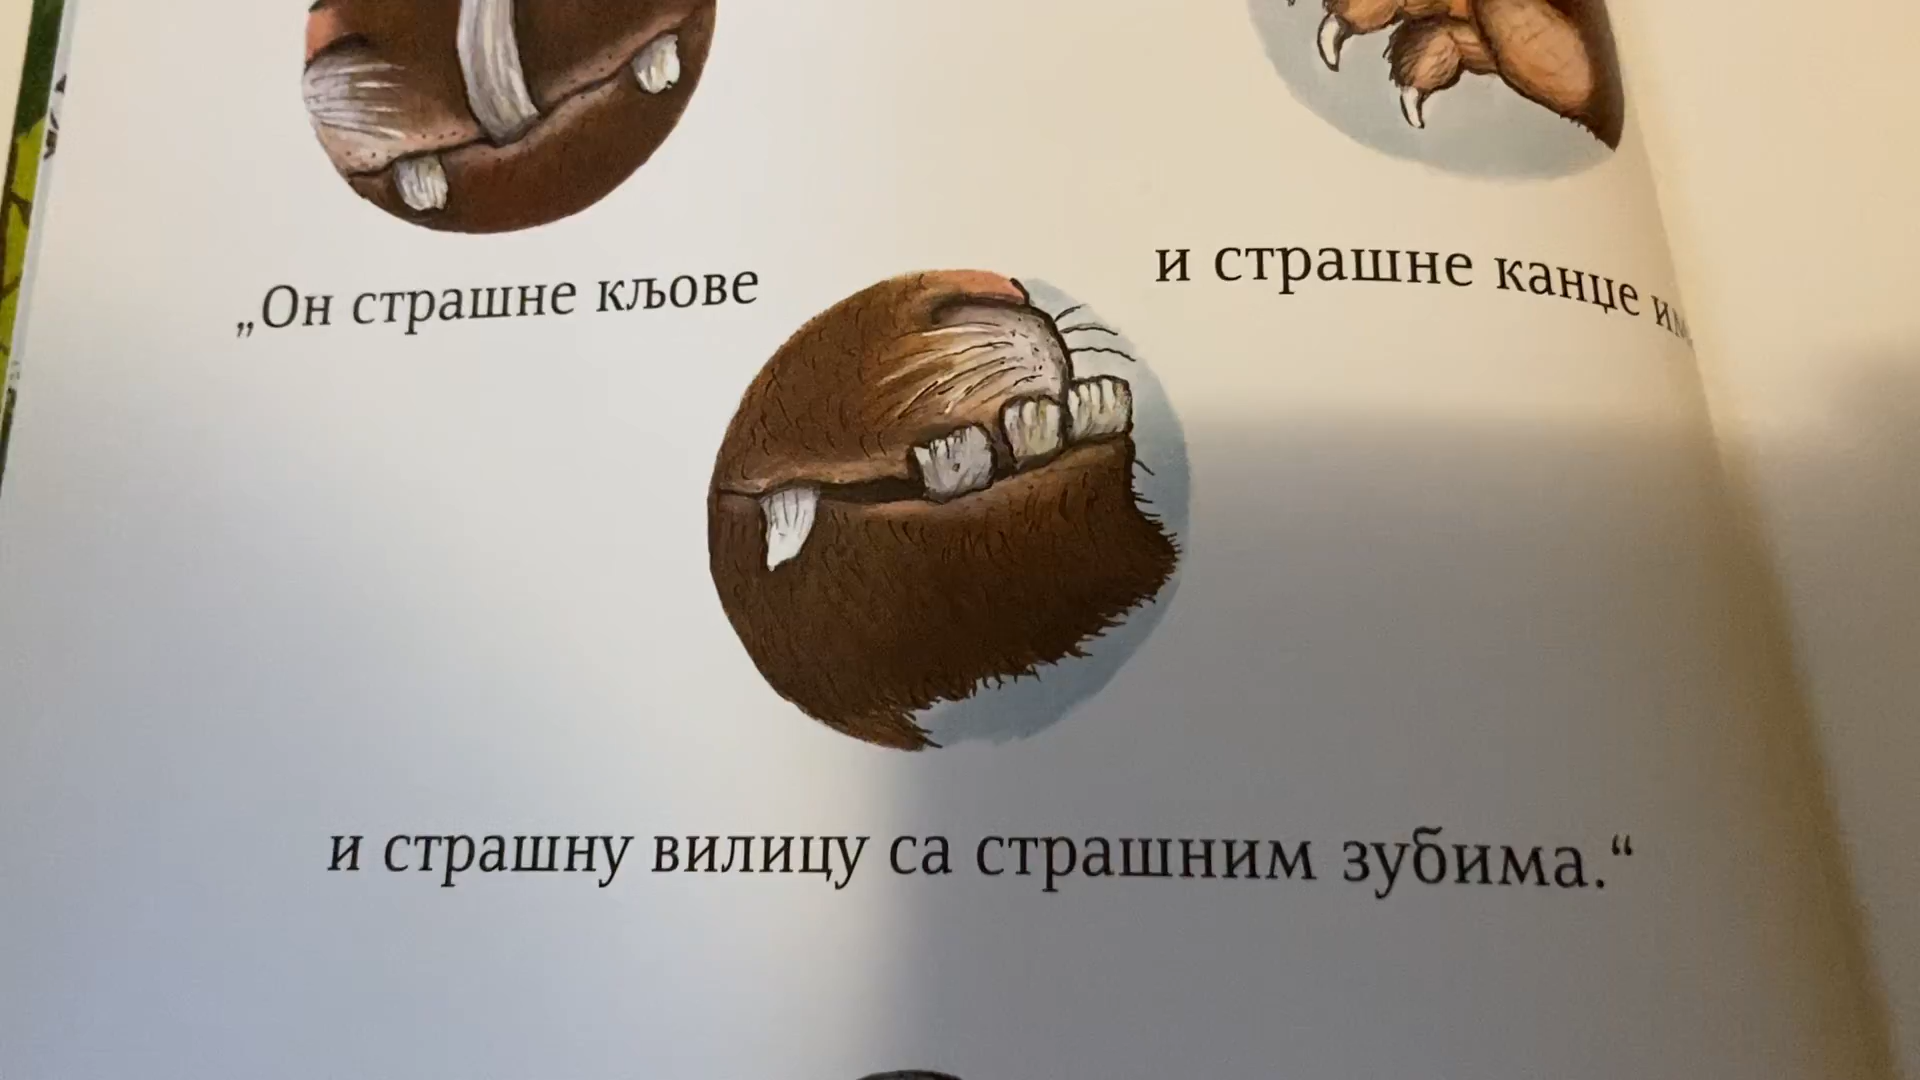 „Он страшне кљове
и страшне канџе
и страшну вилицу са страшним зубима.“